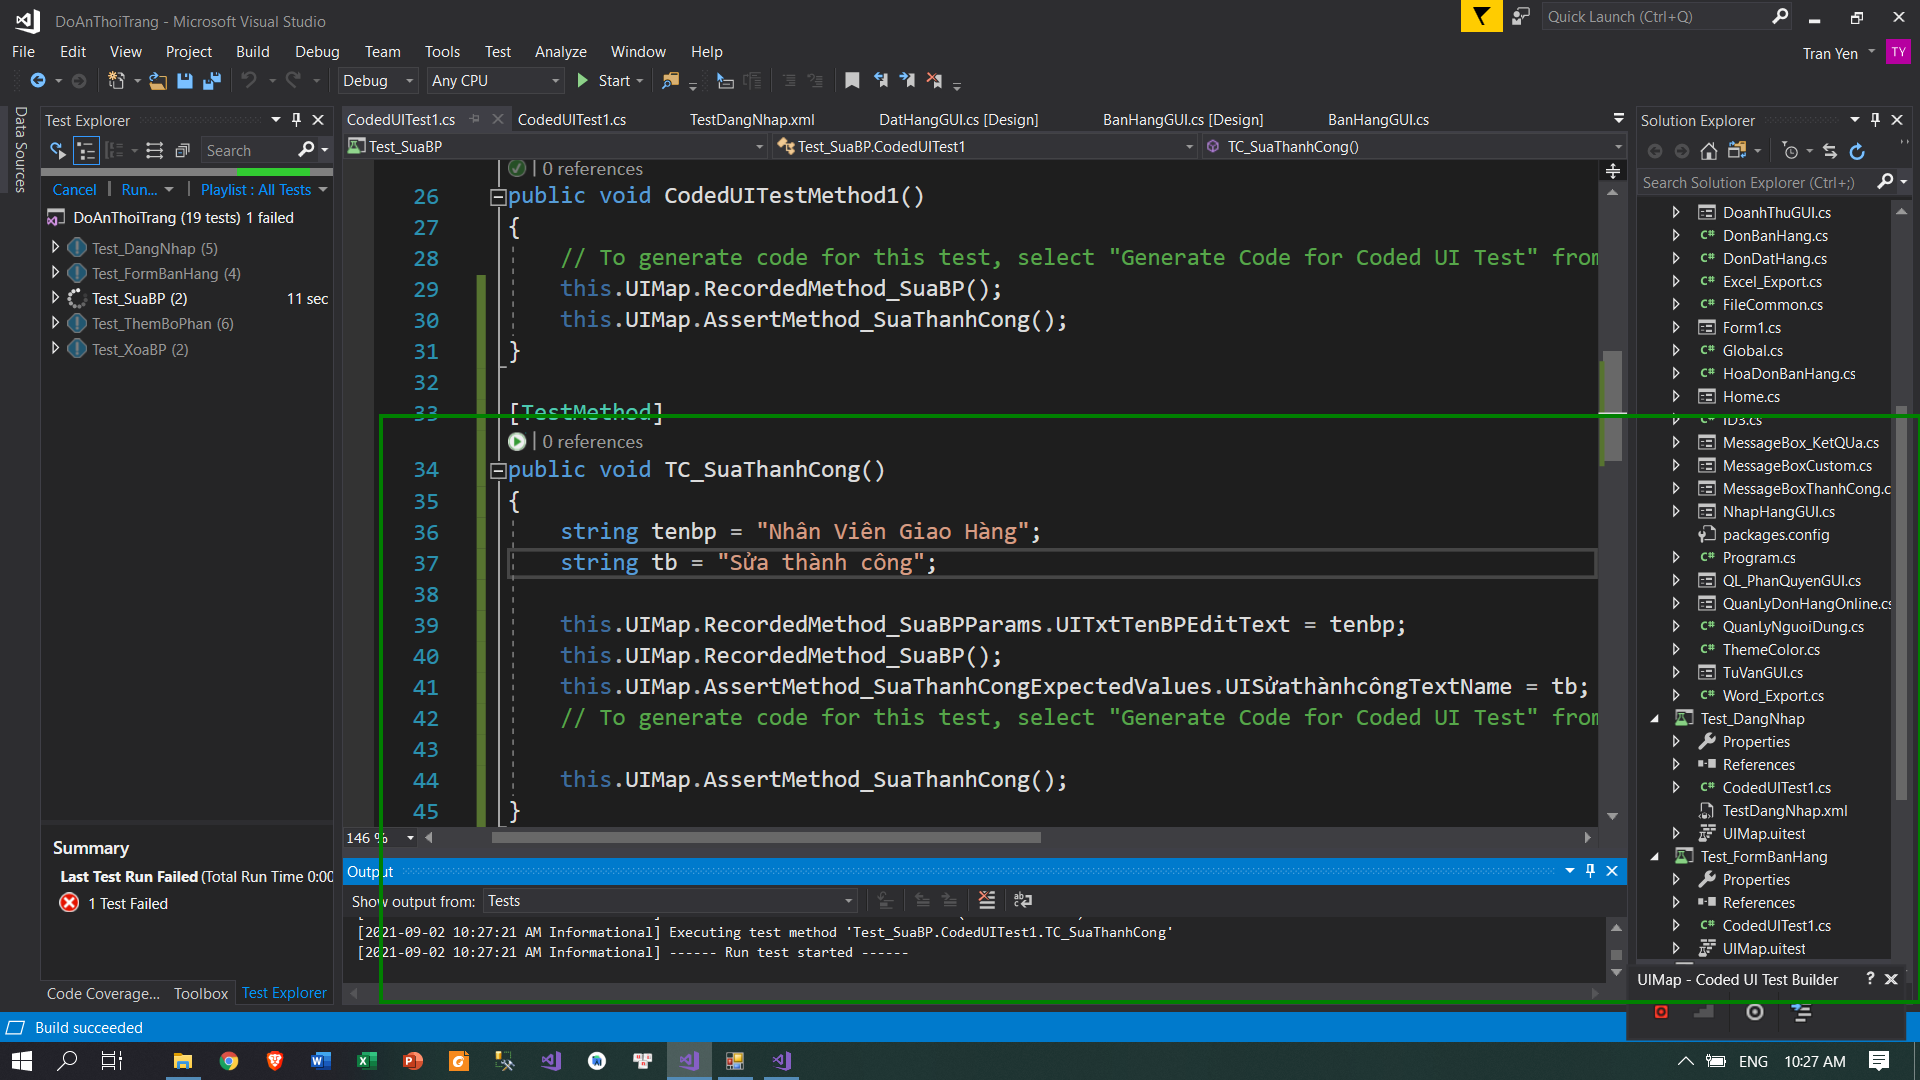 DoAnThoiTrang - Microsoft Visual Studio
Quick Launch (Ctrl+Q)
File Edit View Project Build Debug Team Tools Test Analyze Window Help
Tran Yen
TY
Debug Any CPU Start
Data Sources
Test Explorer
Search
Cancel Run... Playlist : All Tests
DoAnThoiTrang (19 tests) 1 failed
Test_DangNhap (5)
Test_FormBanHang (4)
Test_SuaBP (2) 11 sec
Test_ThemBoPhan (6)
Test_XoaBP (2)
Summary
Last Test Run Failed (Total Run Time 0:00
1 Test Failed
Code Coverage... Toolbox Test Explorer
CodedUITest1.cs CodedUITest1.cs TestDangNhap.xml DatHangGUI.cs [Design] BanHangGUI.cs [Design] BanHangGUI.cs
Test_SuaBP Test_SuaBP.CodedUITest1 TC_SuaThanhCong()
| 0 references
26 public void CodedUITestMethod1()
27 {
28 // To generate code for this test, select "Generate Code for Coded UI Test" from
29 this.UIMap.RecordedMethod_SuaBP();
30 this.UIMap.AssertMethod_SuaThanhCong();
31 }
32
33 [TestMethod]
| 0 references
34 public void TC_SuaThanhCong()
35 {
36 string tenbp = "Nhân Viên Giao Hàng";
37 string tb = "Sửa thành công";
38
39 this.UIMap.RecordedMethod_SuaBPParams.UITxtTenBPEditText = tenbp;
40 this.UIMap.RecordedMethod_SuaBP();
41 this.UIMap.AssertMethod_SuaThanhCongExpectedValues.UISửathànhcôngTextName = tb;
42 // To generate code for this test, select "Generate Code for Coded UI Test" from
43
44 this.UIMap.AssertMethod_SuaThanhCong();
45 }
146 %
Output
Show output from: Tests
[2021-09-02 10:27:21 AM Informational] Executing test method 'Test_SuaBP.CodedUITest1.TC_SuaThanhCong'
[2021-09-02 10:27:21 AM Informational] ------ Run test started ------
Solution Explorer
Search Solution Explorer (Ctrl+;)
DoanhThuGUI.cs
C# DonBanHang.cs
C# DonDatHang.cs
C# Excel_Export.cs
C# FileCommon.cs
Form1.cs
C# Global.cs
C# HoaDonBanHang.cs
Home.cs
C# ID3.cs
MessageBox_KetQUa.cs
MessageBoxCustom.cs
MessageBoxThanhCong.c
NhapHangGUI.cs
packages.config
C# Program.cs
QL_PhanQuyenGUI.cs
QuanLyDonHangOnline.cs
C# QuanLyNguoiDung.cs
C# ThemeColor.cs
TuVanGUI.cs
C# Word_Export.cs
Test_DangNhap
Properties
References
C# CodedUITest1.cs
TestDangNhap.xml
UIMap.uitest
Test_FormBanHang
Properties
References
C# CodedUITest1.cs
UIMap.uitest
UIMap - Coded UI Test Builder ?
Build succeeded
ENG 10:27 AM